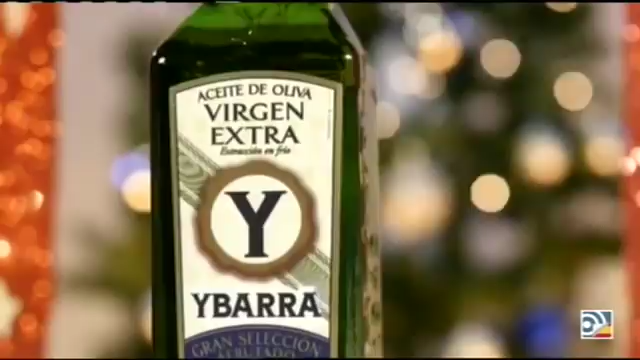 ACEITE DE OLIVA
VIRGEN
EXTRA
Extracción en frío
Y
YBARRA
GRAN SELECCIÓN